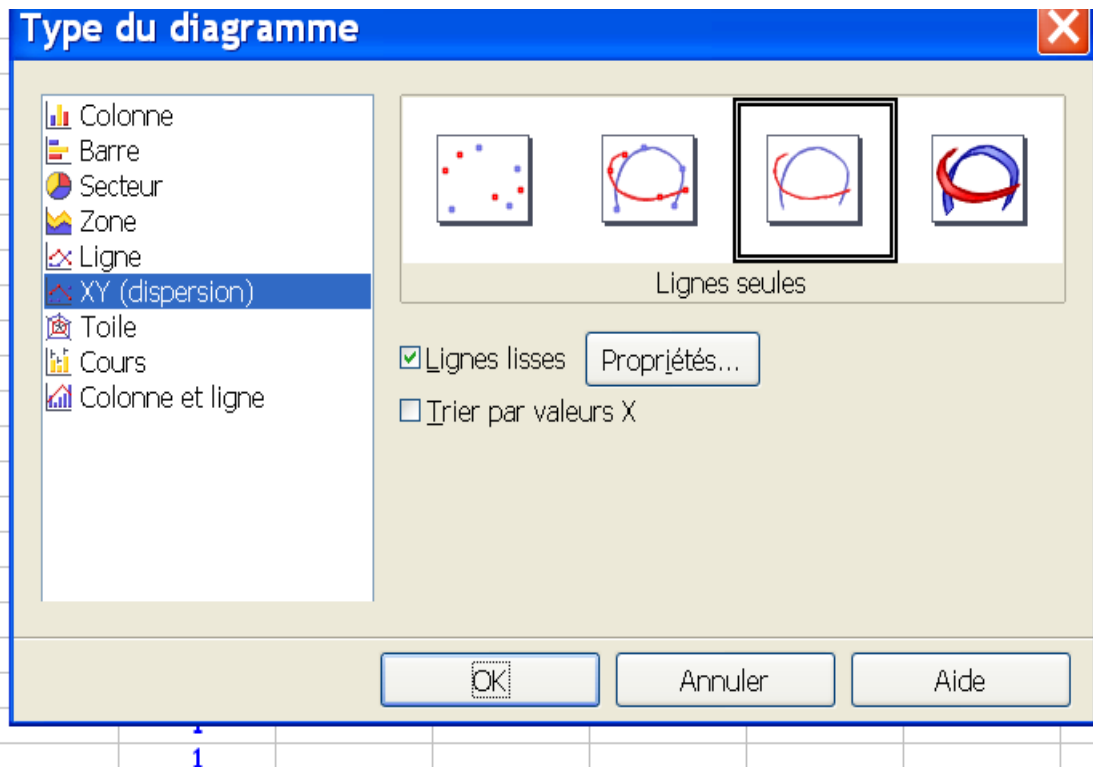 Type du diagramme
Colonne
Barre
Secteur
Zone
Ligne
XY (dispersion)
Toile
Cours
Colonne et ligne
Lignes seules
Lignes lisses Propriétés...
Trier par valeurs X
OK Annuler Aide
1
1